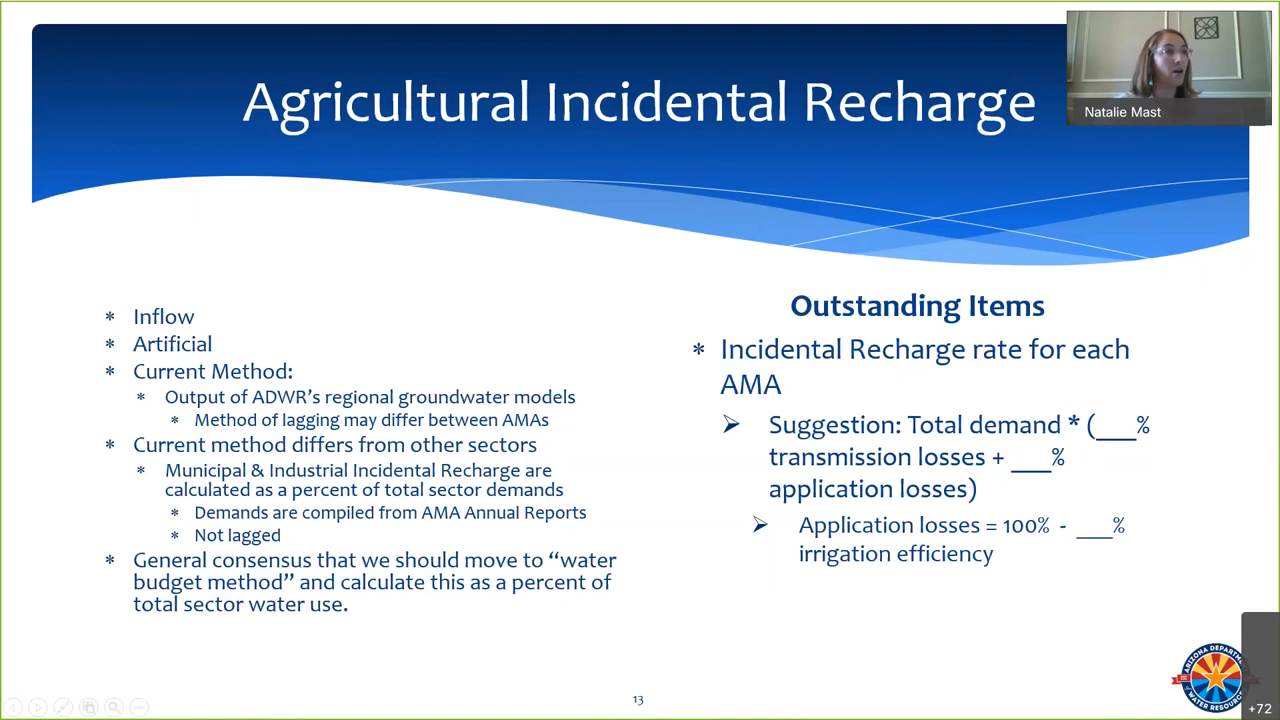 Agricultural Incidental Recharge
Natalie Mast
* Inflow
* Artificial
* Current Method:
* Output of ADWR's regional groundwater models
* Method of lagging may differ between AMAs
* Current method differs from other sectors
* Municipal & Industrial Incidental Recharge are
calculated as a percent of total sector demands
* Demands are compiled from AMA Annual Reports
* Not lagged
* General consensus that we should move to “water
budget method” and calculate this as a percent of
total sector water use.
Outstanding Items
* Incidental Recharge rate for each
AMA
➢ Suggestion: Total demand * (___%
transmission losses + ___%
application losses)
➢ Application losses = 100% - ___%
irrigation efficiency
13
+72